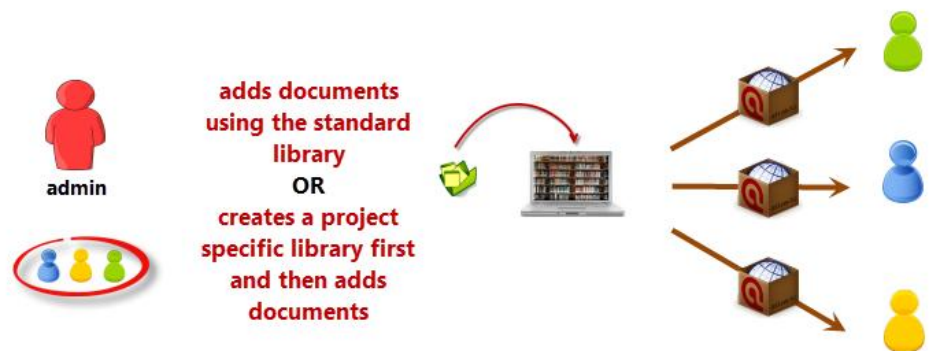 admin
adds documents
using the standard
library
OR
creates a project
specific library first
and then adds
documents
@
@
@